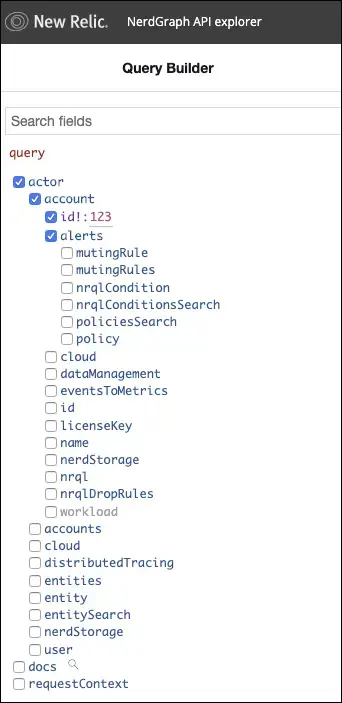 New Relic. NerdGraph API explorer
Query Builder
Search fields
query
actor
account
id!:123
alerts
mutingRule
mutingRules
nrqlCondition
nrqlConditionsSearch
policiesSearch
policy
cloud
dataManagement
eventsToMetrics
id
licenseKey
name
nerdStorage
nrql
nrqlDropRules
workload
accounts
cloud
distributedTracing
entities
entity
entitySearch
nerdStorage
user
docs
requestContext